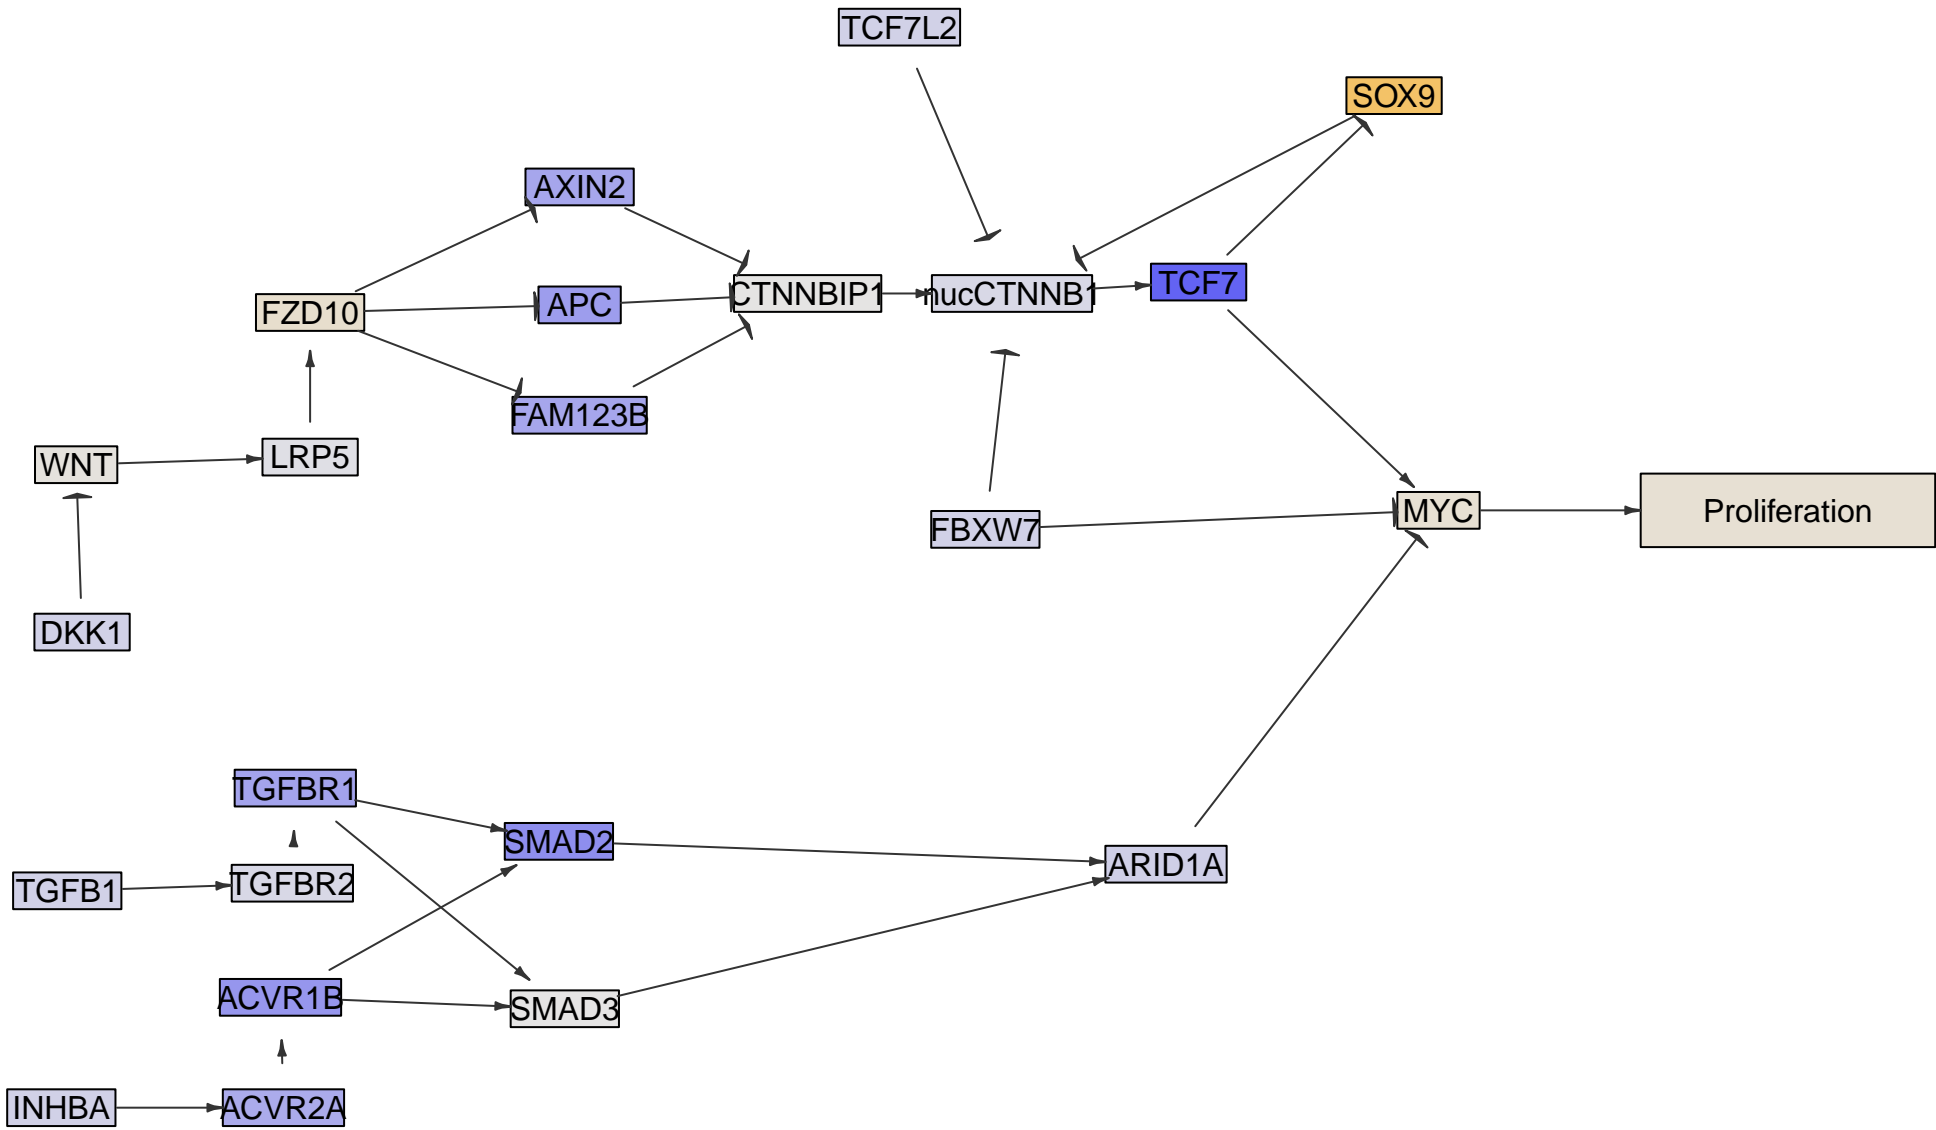 TCF7L2
SOX9
AXIN2
TCF7
CTNNBIP1
nucCTNNB1
APC
FZD10
FAM123B
LRP5
WNT
MYC
Proliferation
FBXW7
DKK1
TGFBR1
SMAD2
ARID1A
TGFBR2
TGFB1
ACVR1B
SMAD3
INHBA
ACVR2A